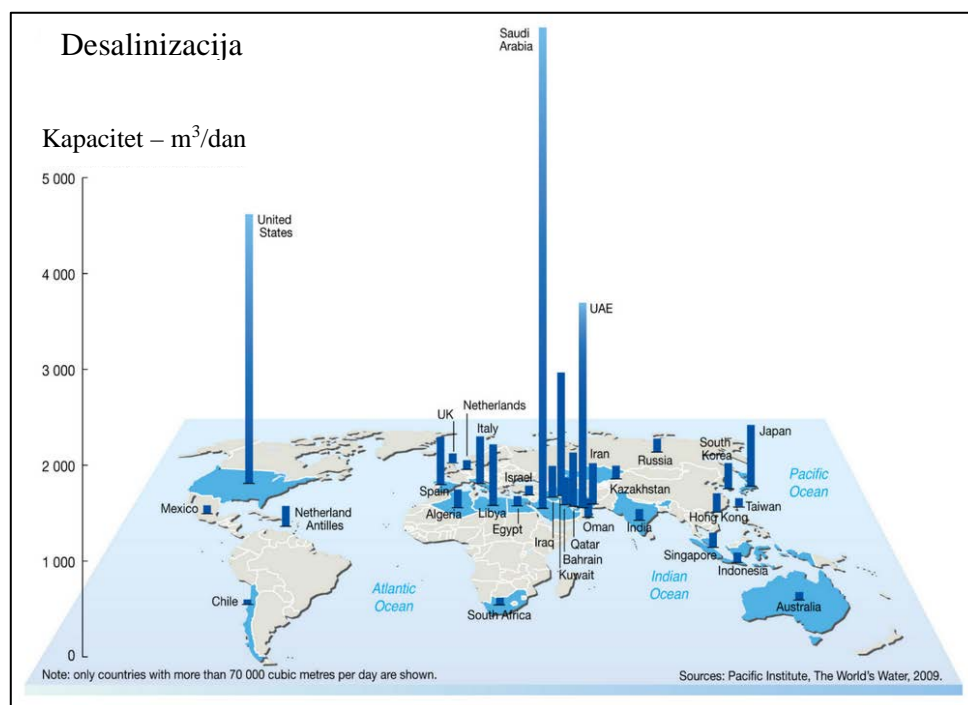 Desalinizacija
Kapacitet – m³/dan
5 000
4 000
3 000
2 000
1 000
0
Saudi
Arabia
United
States
UAE
UK
Netherlands
Italy
Iran
Japan
South
Korea
Russia
Pacific
Ocean
Spain
Israel
Kazakhstan
Mexico
Netherland
Antilles
Algeria
Libya
Egypt
Oman
India
Hong Kong
Taiwan
Iraq
Qatar
Bahrain
Kuwait
Singapore
Indonesia
Atlantic
Ocean
Indian
Ocean
Chile
South Africa
Australia
Note: only countries with more than 70 000 cubic metres per day are shown.
Sources: Pacific Institute, The World's Water, 2009.